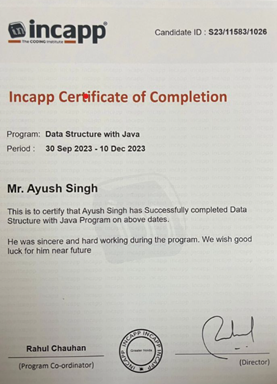 incapp®
The CODING Institute
Candidate ID : S23/11583/1026
Incapp Certificate of Completion
Program: Data Structure with Java
Period : 30 Sep 2023 - 10 Dec 2023
Mr. Ayush Singh
This is to certify that Ayush Singh has Successfully completed Data
Structure with Java Program on above dates.
He was sincere and hard working during the program. We wish good
luck for him near future
Rahul Chauhan
(Program Co-ordinator)
INCAPP INCAPP INCAPP
(Director)